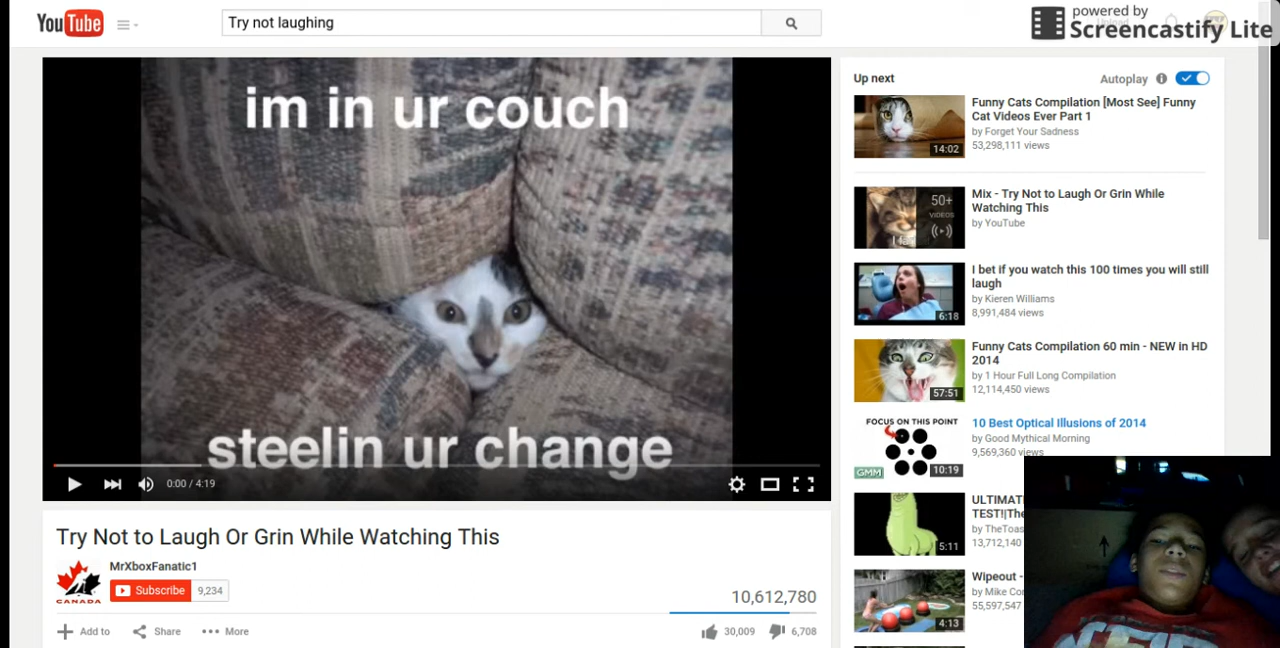 YouTube
Try not laughing
powered by
Screencastify Lite
im in ur couch
steelin ur change
0:00 / 4:19
Try Not to Laugh Or Grin While Watching This
CANADA
MrXboxFanatic1
Subscribe 9,234
10,612,780
Add to Share More
30,009 6,708
Up next Autoplay
14:02
Funny Cats Compilation [Most See] Funny
Cat Videos Ever Part 1
by Forget Your Sadness
53,298,111 views
50+
VIDEOS
Mix - Try Not to Laugh Or Grin While
Watching This
by YouTube
6:18
I bet if you watch this 100 times you will still
laugh
by Kieren Williams
8,991,484 views
57:51
Funny Cats Compilation 60 min - NEW in HD
2014
by 1 Hour Full Long Compilation
12,114,450 views
FOCUS ON THIS POINT
GMM
10:19
10 Best Optical Illusions of 2014
by Good Mythical Morning
9,569,360 views
5:11
ULTIMAT
TEST!|The
by TheToas
13,712,140
4:13
Wipeout -
by Mike Cor
55,597,547